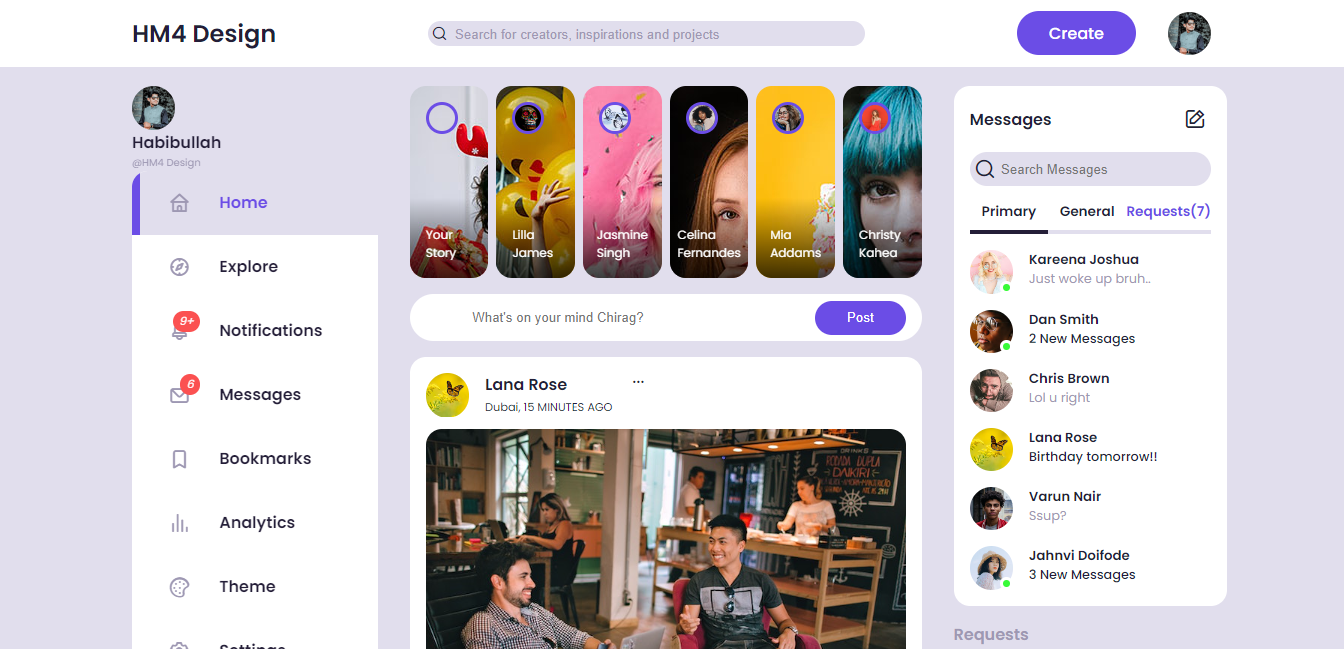 HM4 Design
Search for creators, inspirations and projects
Create
Habibullah
@HM4 Design
Home
Explore
9+
Notifications
6
Messages
Bookmarks
Analytics
Theme
Settings
Your
Story
Lilla
James
Jasmine
Singh
Celina
Fernandes
Mia
Addams
Christy
Kahea
What's on your mind Chirag?
Post
Lana Rose
...
Dubai, 15 MINUTES AGO
DAIKIRI
Messages
Search Messages
Primary General Requests(7)
Kareena Joshua
Just woke up bruh..
Dan Smith
2 New Messages
Chris Brown
Lol u right
Lana Rose
Birthday tomorrow!!
Varun Nair
Ssup?
Jahnvi Doifode
3 New Messages
Requests